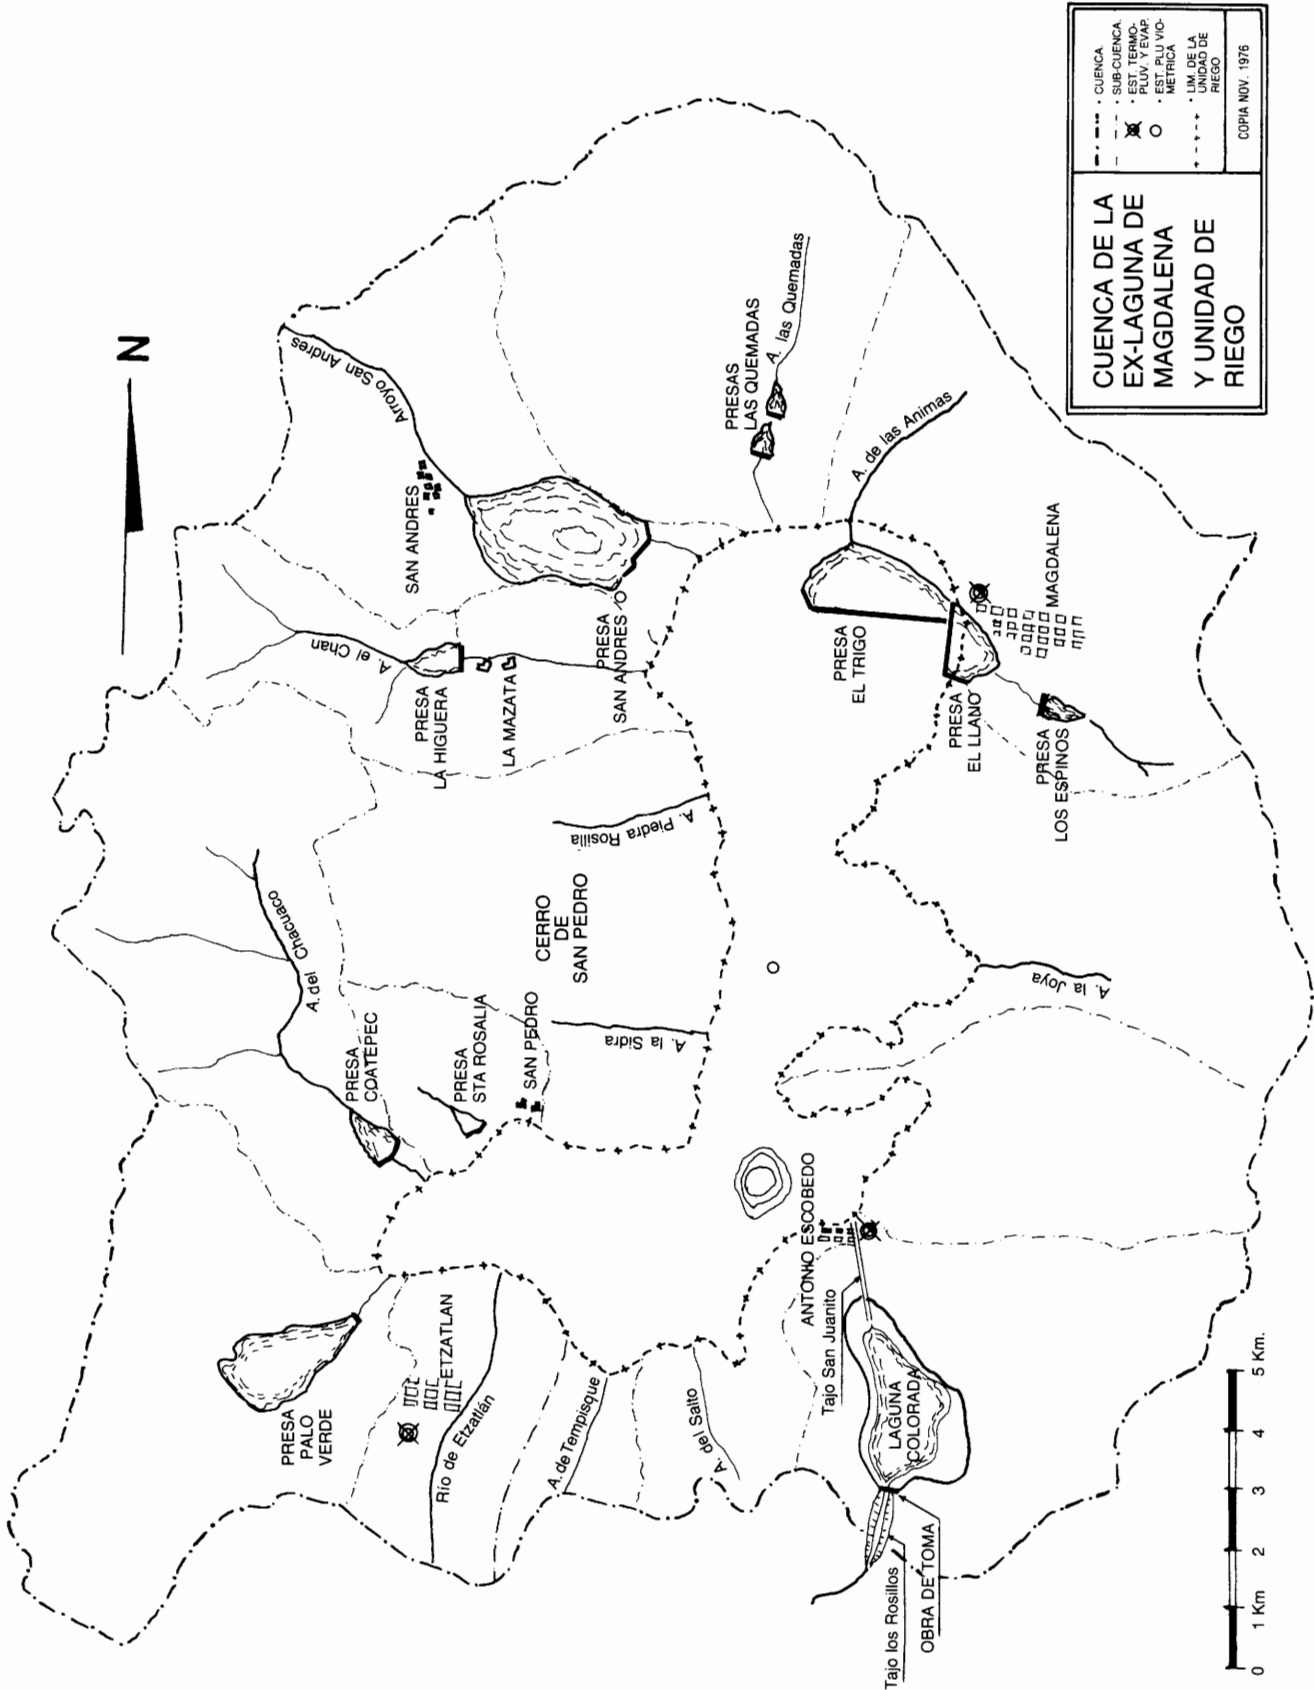 N
Arroyo San Andres
SAN ANDRES
A. el Chan
PRESA
LA HIGUERA
LA MAZATA
PRESA
SAN ANDRES
PRESAS
LAS QUEMADAS
A. las Quemadas
A. de las Animas
MAGDALENA
PRESA
EL TRIGO
PRESA
EL LLANO
PRESA
LOS ESPINOS
A. Piedra Rosilla
CERRO
DE
SAN PEDRO
A. del Chacuaco
PRESA
COATEPEC
PRESA
STA ROSALIA
SAN PEDRO
A. la Sidra
A. la Joya
PRESA
PALO
VERDE
ETZATLAN
Rio de Etzatlán
A. de Tempisque
A. del Salto
ANTONIO ESCOBEDO
Tajo San Juanito
LAGUNA
COLORADA
Tajo los Rosillos
OBRA DE TOMA
0 1 Km 2 3 4 5 Km.
CUENCA DE LA
EX-LAGUNA DE
MAGDALENA
Y UNIDAD DE
RIEGO
• CUENCA.
• SUB-CUENCA.
• EST. TERMO-
PLUV. Y EVAP.
• EST. PLU VIO-
METRICA
• LIM. DE LA
UNIDAD DE
RIEGO
COPIA NOV. 1976